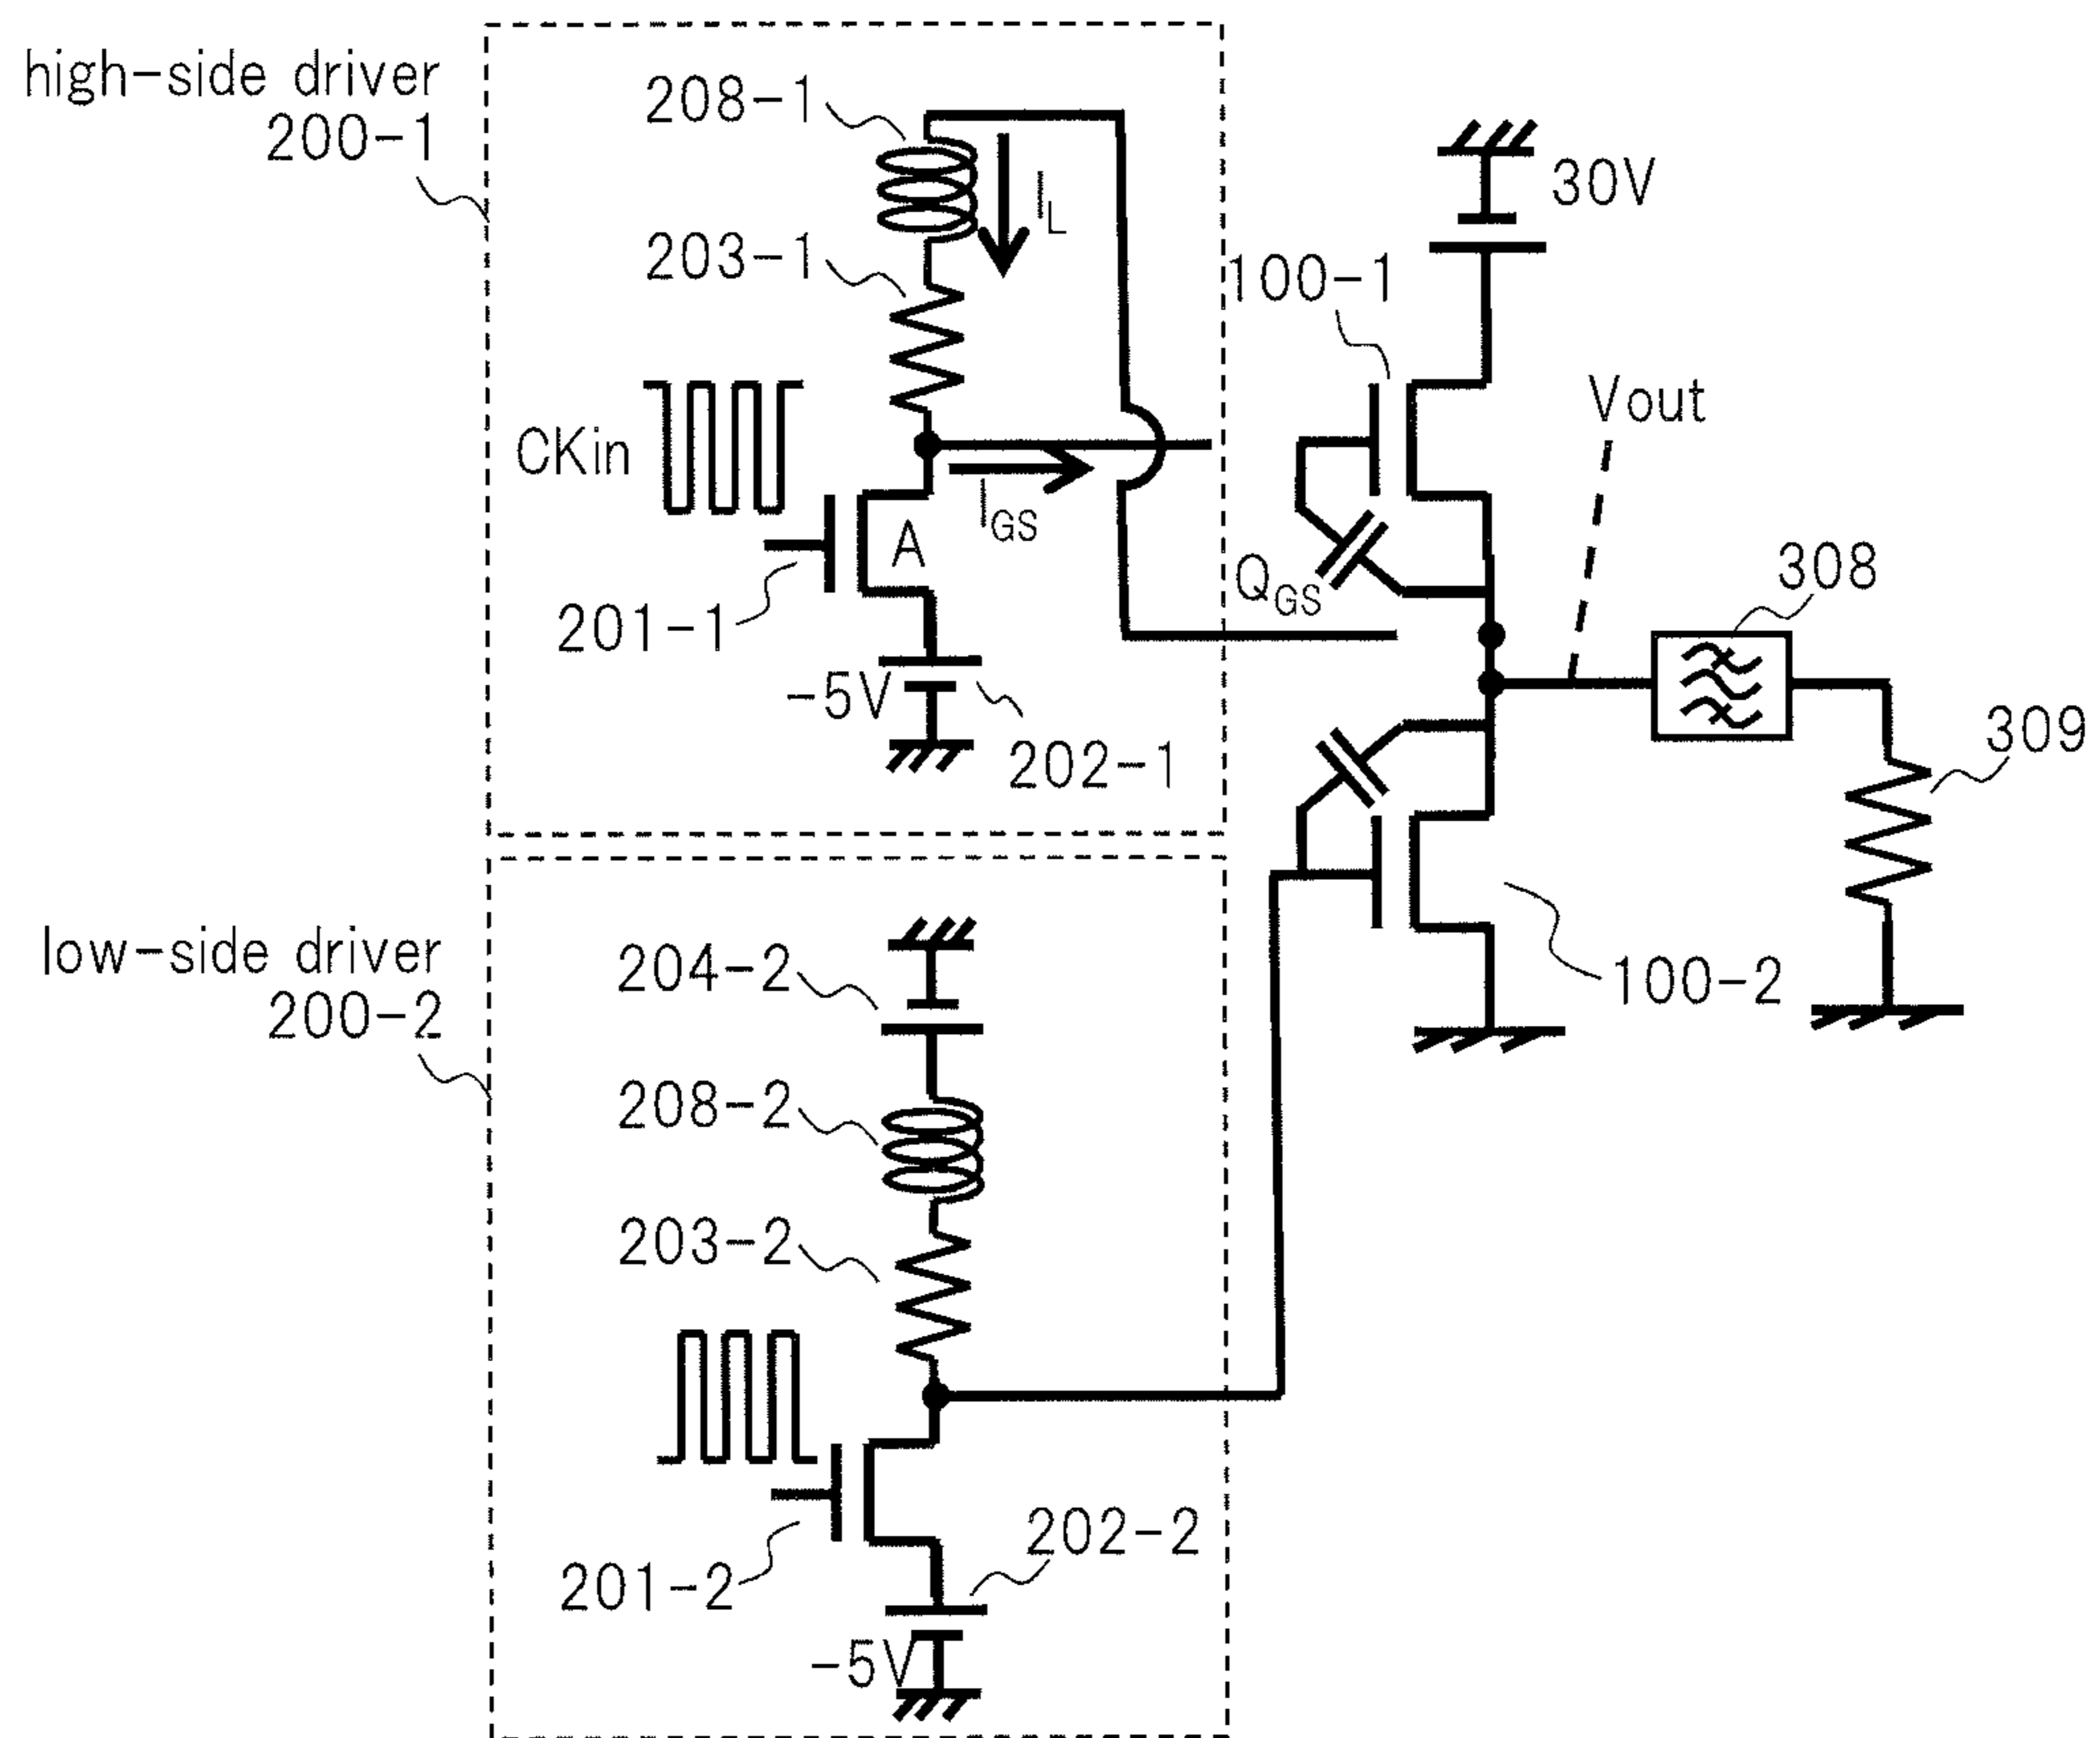 high-side driver
200-1
208-1
I_L
203-1
CKin
I_GS
A
201-1
-5V
202-1
30V
100-1
Vout
Q_GS
308
309
low-side driver
200-2
204-2
208-2
203-2
100-2
201-2
202-2
-5V